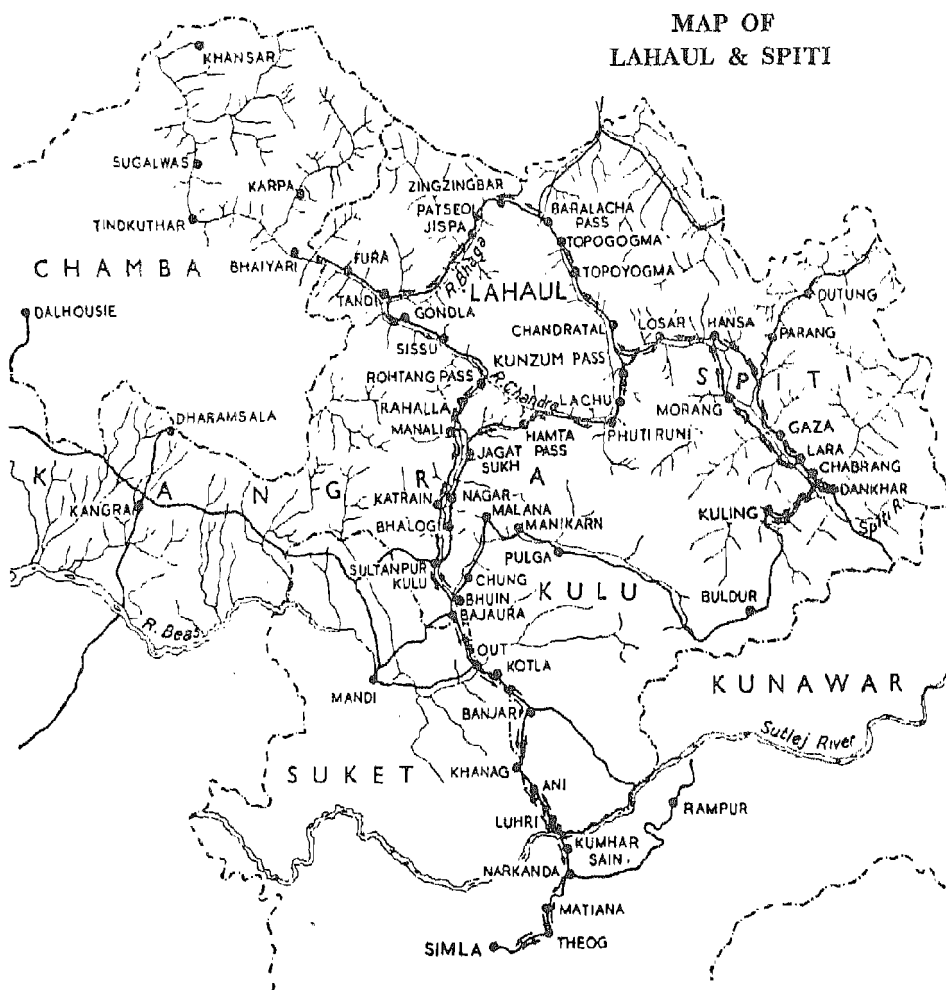 MAP OF
LAHAUL & SPITI
KHANSAR
SUGALWAS
KARPA
TINDKUTHAR
ZINGZINGBAR
PATSEOL
JISPA
BARALACHA
PASS
TOPOGOGMA
TOPOYOGMA
CHAMBA
BHAIYARI
FURA
R.Bhaga
LAHAUL
TANDI
GONDLA
SISSU
DALHOUSIE
DUTUNG
PARANG
CHANDRATAL
LOSAR
HANSA
KUNZUM PASS
SPITI
ROHTANG PASS
R.Chandra
LACHU
MORANG
RAHALLA
MANALI
HAMTA
PASS
PHUTIRUNI
DHARAMSALA
JAGAT
SUKH
GAZA
LARA
CHABRANG
DANKHAR
KANGRA
KANGRA
KATRAIN
NAGAR
MALANA
MANIKARN
BHALOG
KULING
Spiti R.
PULGA
SULTANPUR
KULU
CHUNG
BHUIN
BAJAURA
KULU
BULDUR
R. Beas
OUT
KOTLA
MANDI
BANJAR
KUNAWAR
Sutlej River
SUKET
KHANAG
ANI
LUHRI
RAMPUR
KUMHAR
SAIN
NARKANDA
MATIANA
THEOG
SIMLA